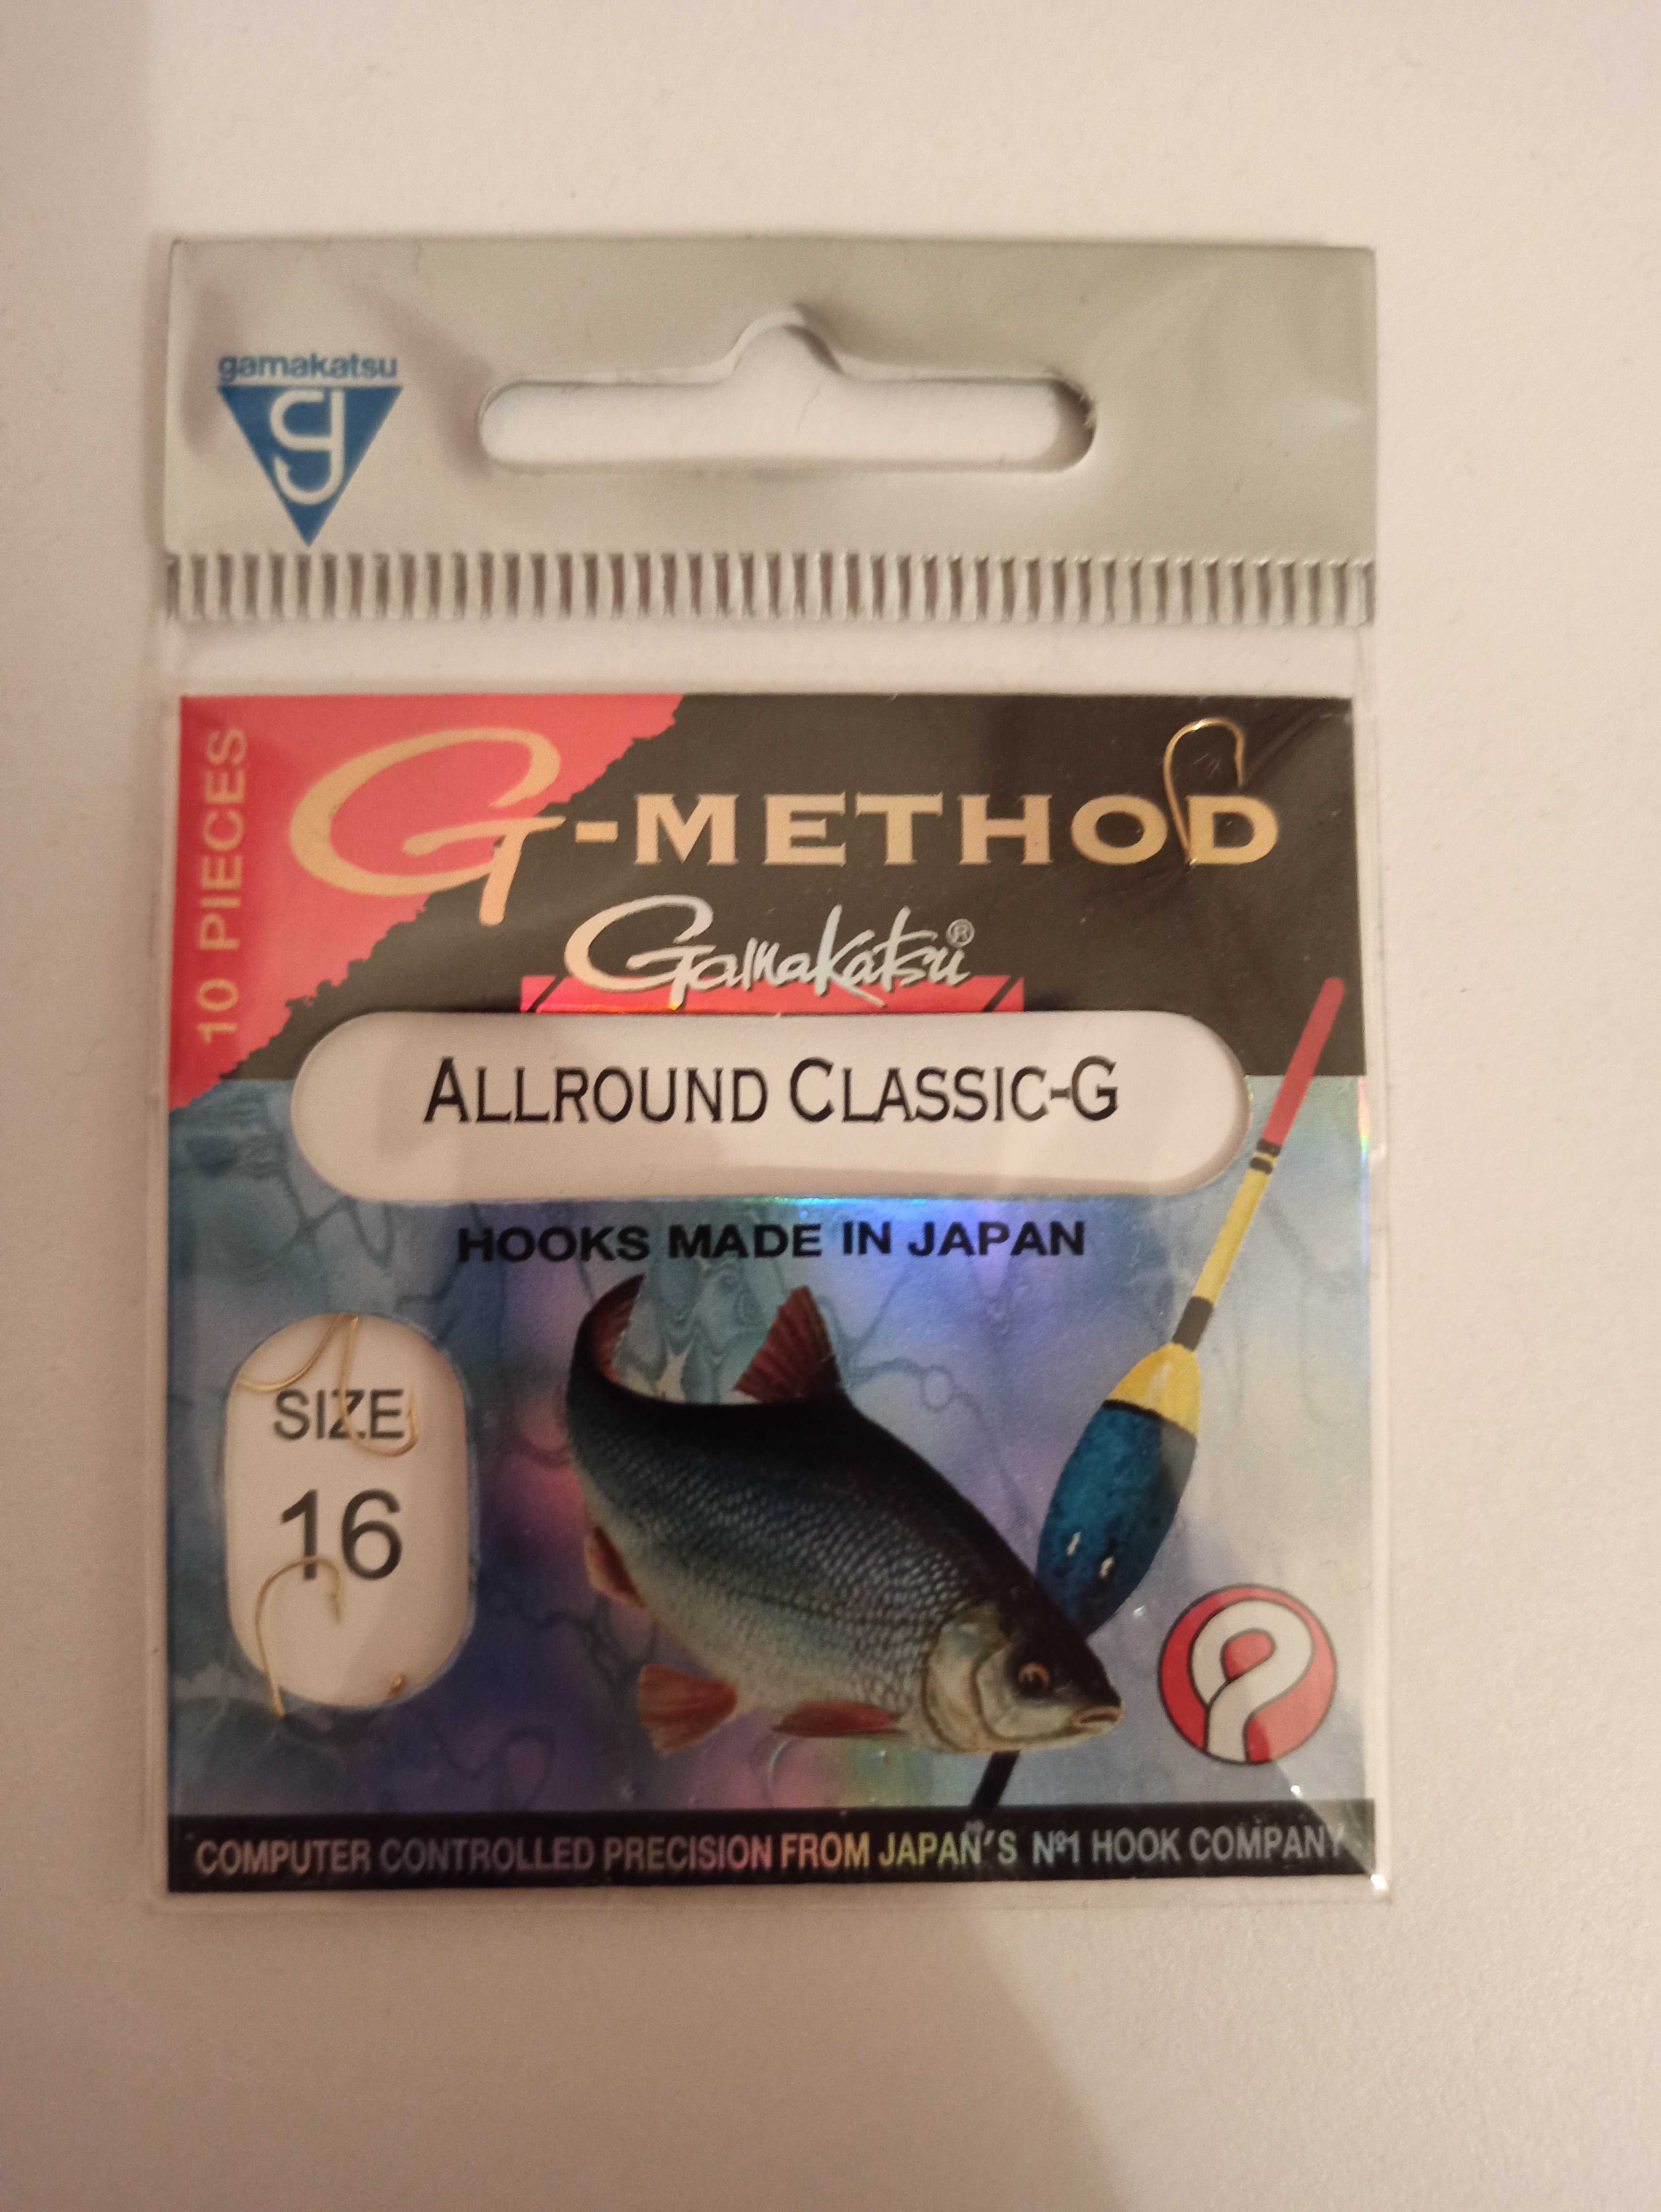 gamakatsu
10 PIECES
G-METHOD
Gamakatsu®
ALLROUND CLASSIC-G
HOOKS MADE IN JAPAN
SIZE
16
COMPUTER CONTROLLED PRECISION FROM JAPAN'S Nº1 HOOK COMPANY